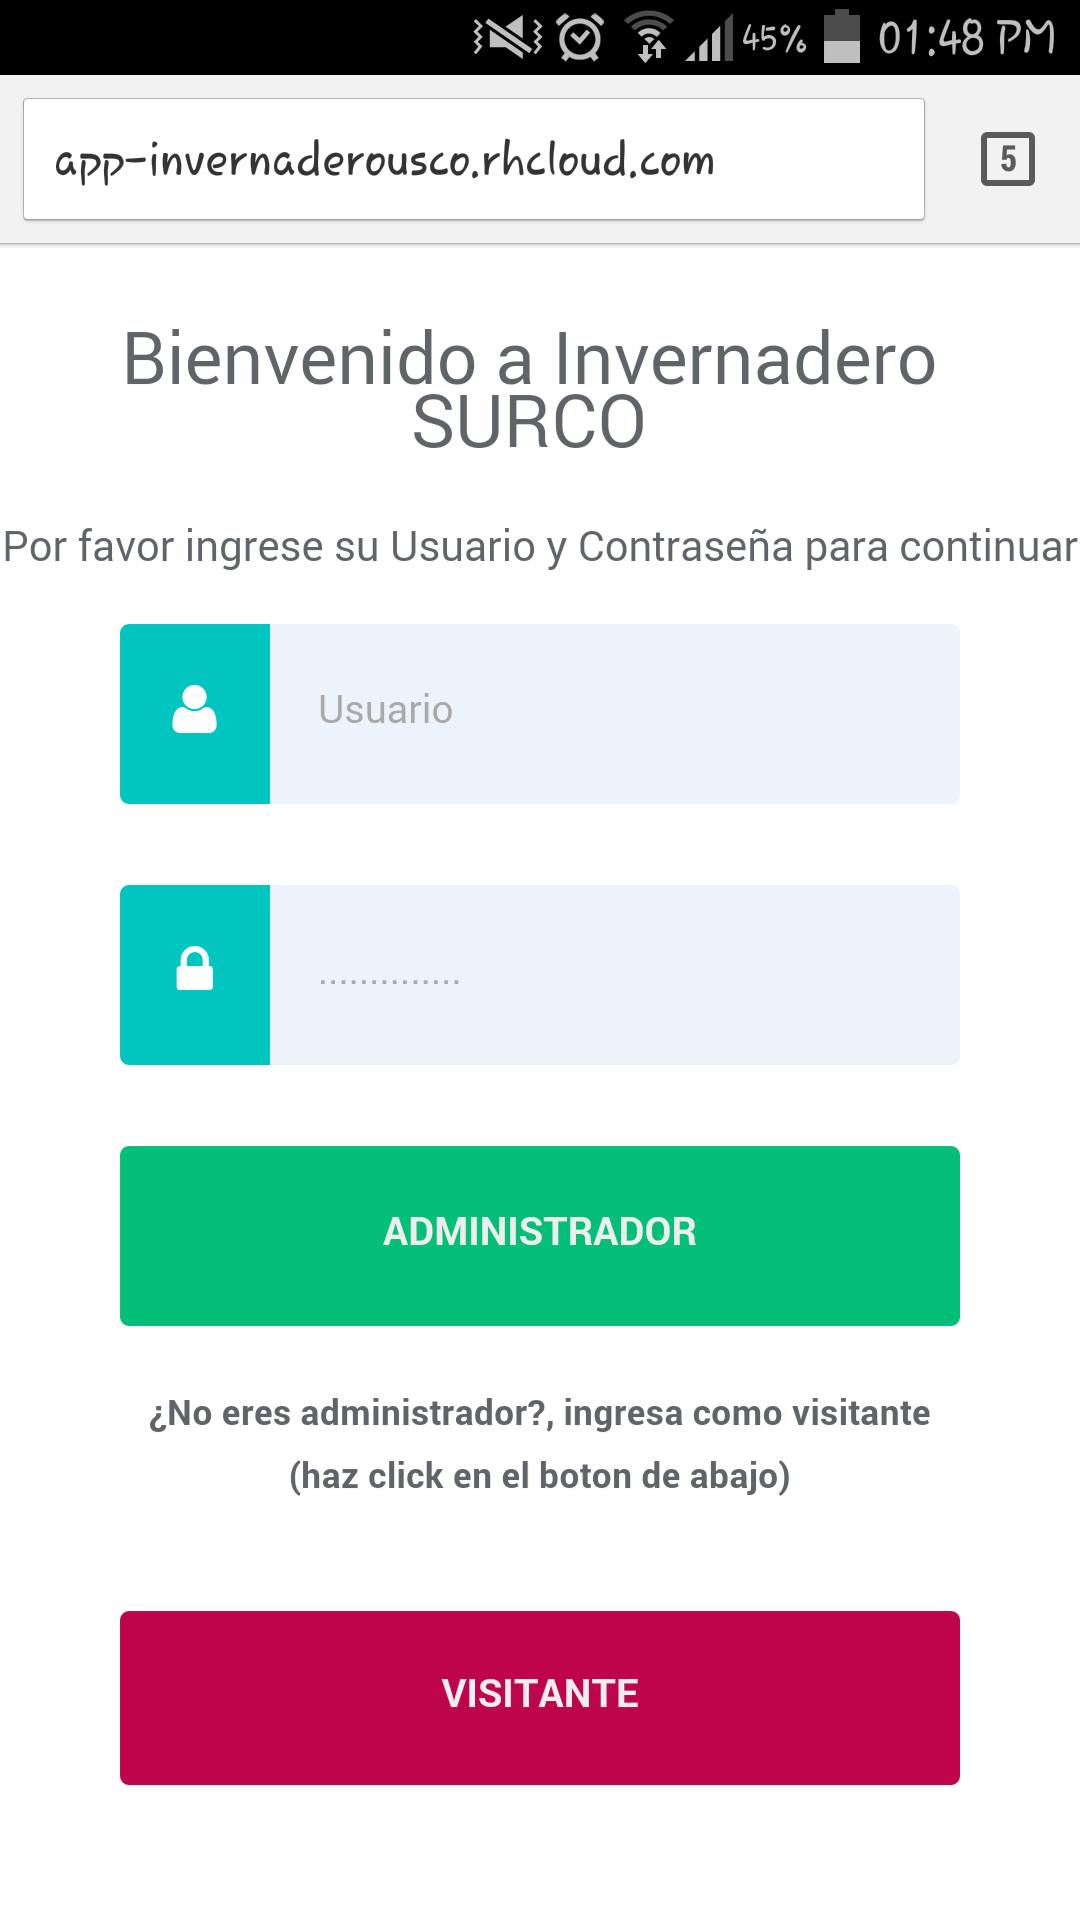 45% 01:48 PM
app-invernaderousco.rhcloud.com 5
Bienvenido a Invernadero
SURCO
Por favor ingrese su Usuario y Contraseña para continuar
Usuario
..............
ADMINISTRADOR
¿No eres administrador?, ingresa como visitante
(haz click en el boton de abajo)
VISITANTE